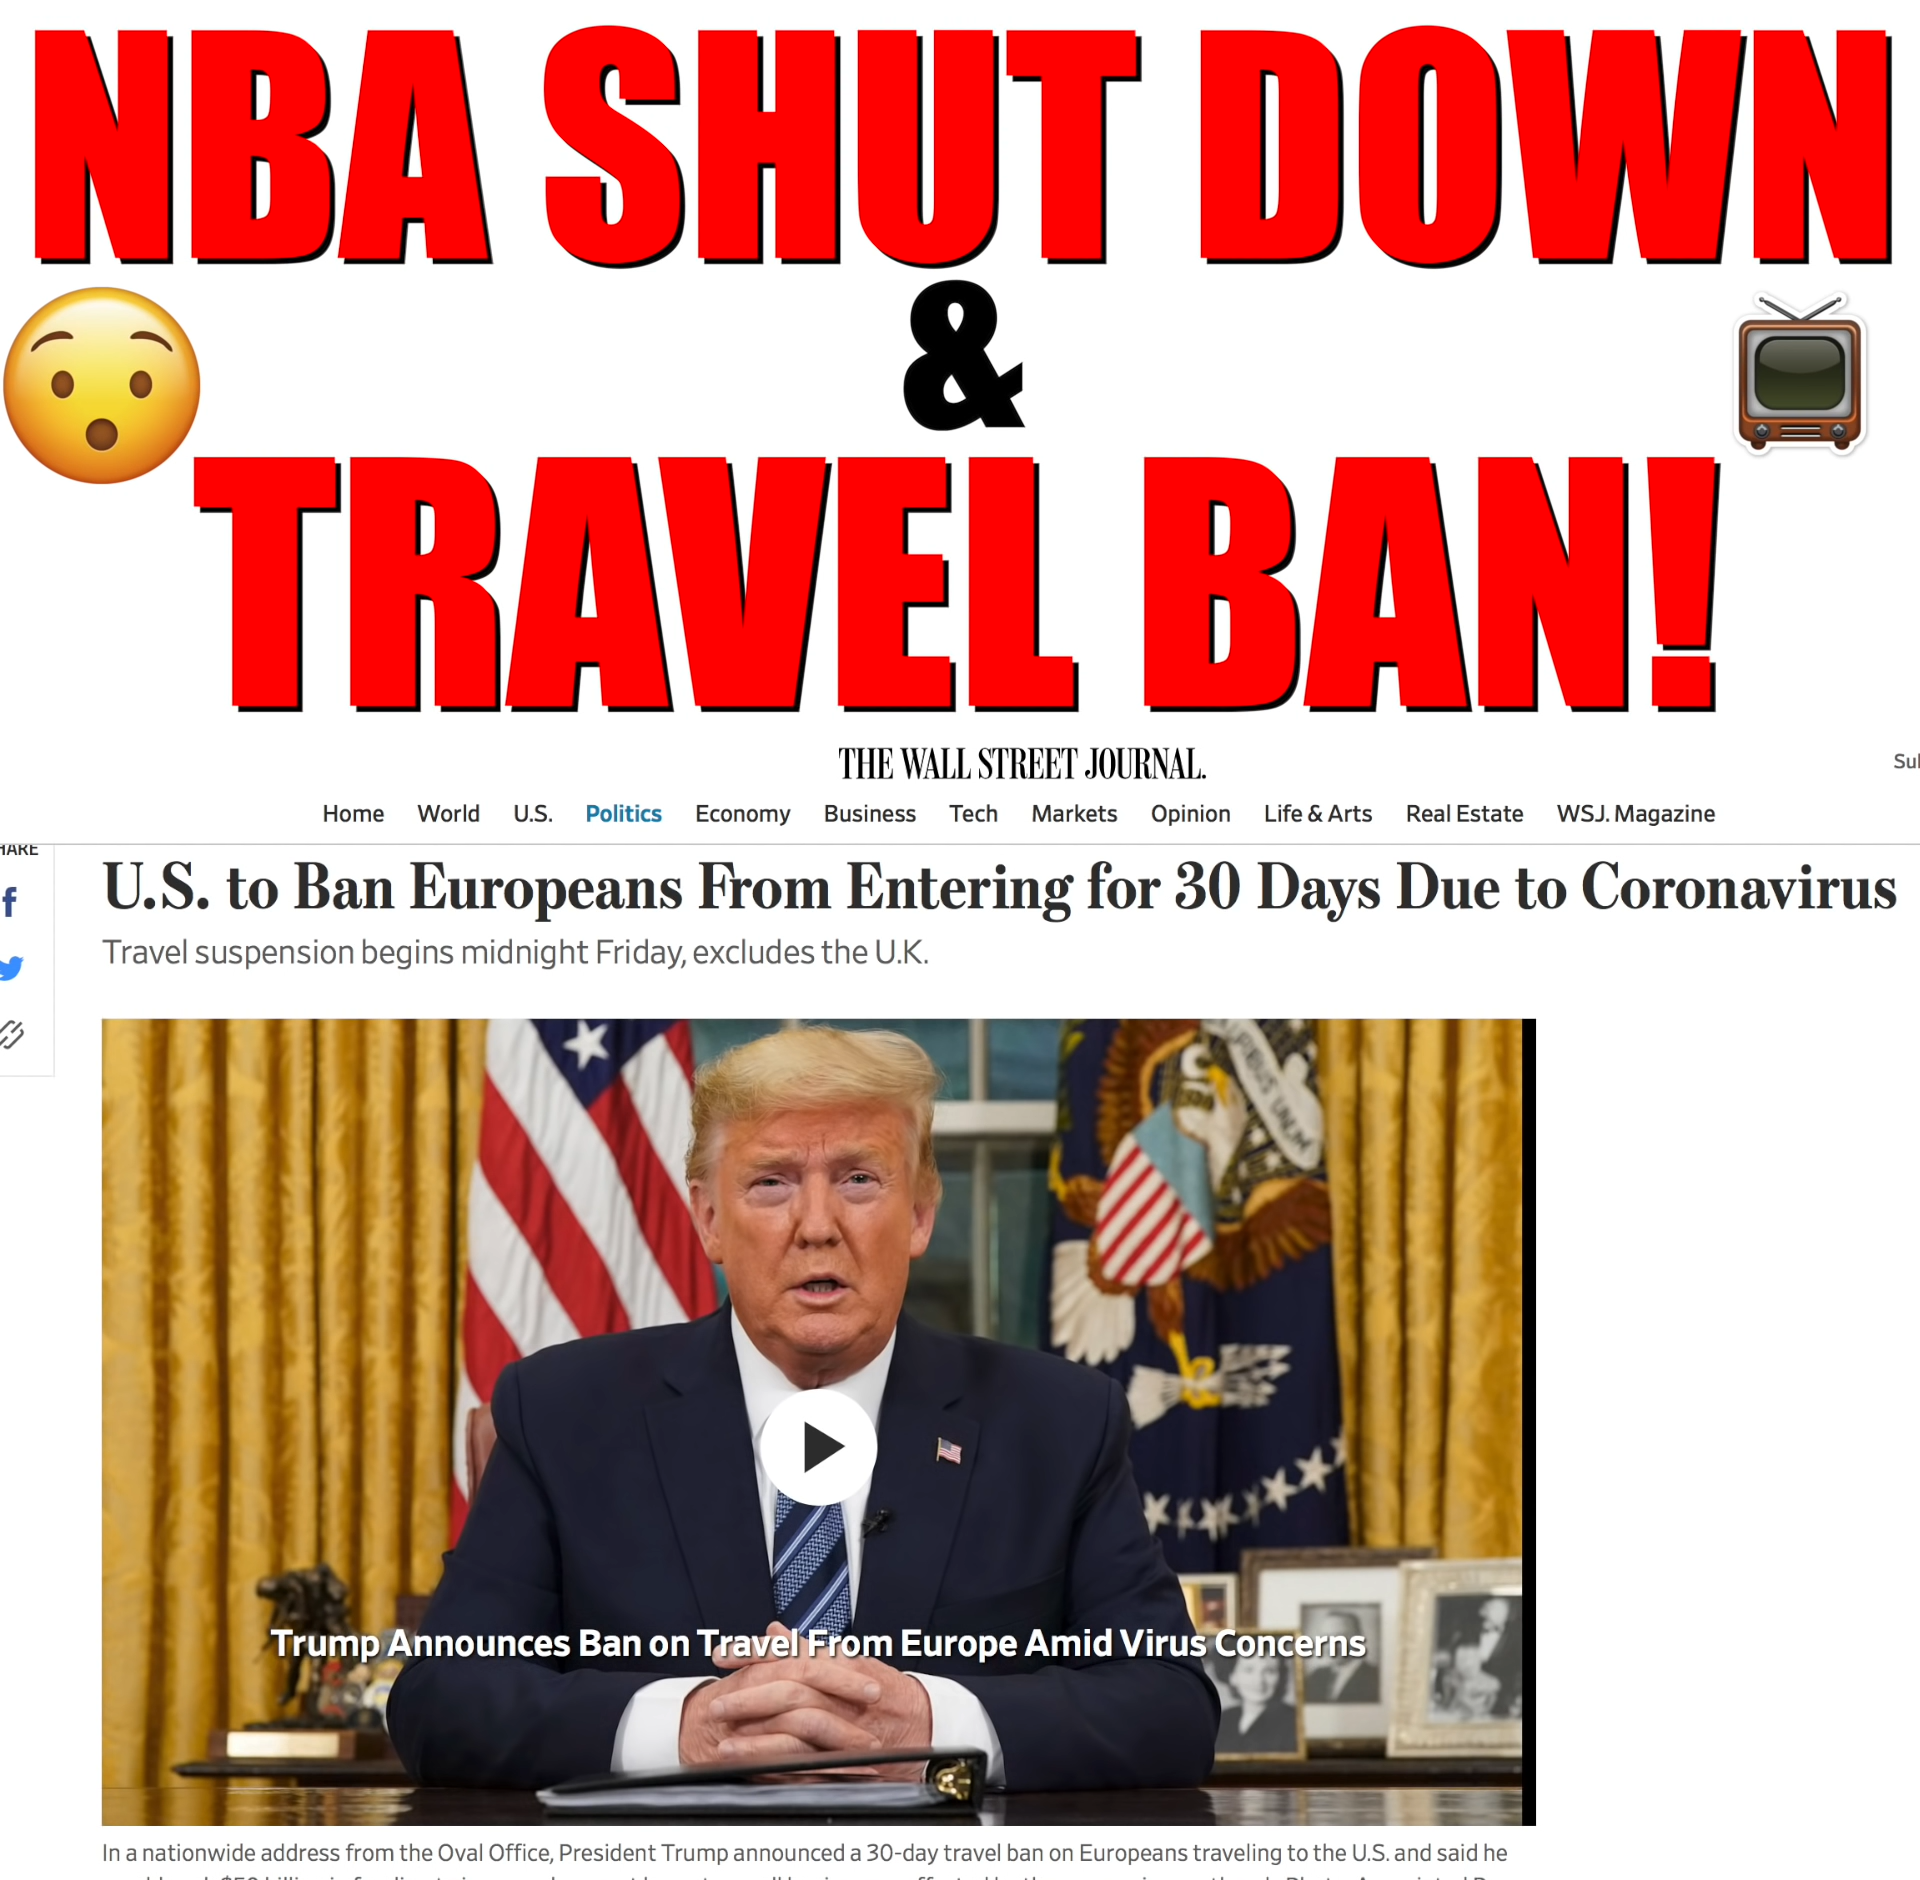 NBA SHUT DOWN
&
TRAVEL BAN!
THE WALL STREET JOURNAL.
Home World U.S. Politics Economy Business Tech Markets Opinion Life & Arts Real Estate WSJ. Magazine
U.S. to Ban Europeans From Entering for 30 Days Due to Coronavirus
Travel suspension begins midnight Friday, excludes the U.K.
Trump Announces Ban on Travel From Europe Amid Virus Concerns
In a nationwide address from the Oval Office, President Trump announced a 30-day travel ban on Europeans traveling to the U.S. and said he